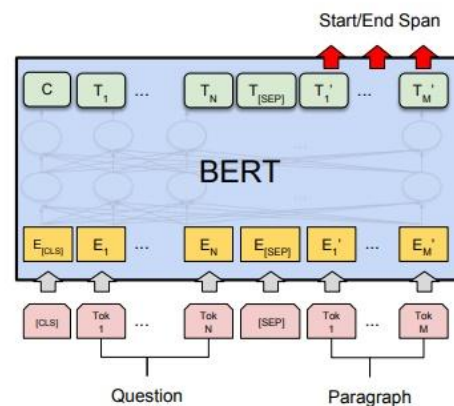 Start/End Span
C T1 ... TN T[SEP] T1' ... TM'
BERT
E[CLS] E1 ... EN E[SEP] E1' ... EM'
[CLS] Tok 1 ... Tok N [SEP] Tok 1 ... Tok M
Question Paragraph